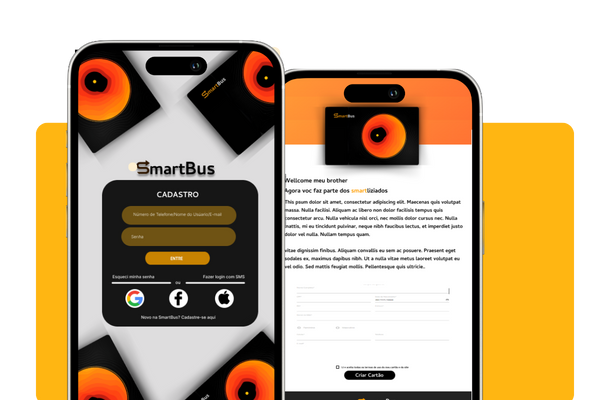 SmartBus
SmartBus
CADASTRO
Número de Telefone/Nome do Usuário/E-mail
Senha
ENTRE
Esqueci minha senha
Fazer login com SMS
ou
Novo no SmartBus? Cadastre-se aqui
SmartBus
Wellcome meu brother
Agora voc faz parte dos smartliziados
This psum dolor sit amet, consectetur adipiscing elit. Maecenas quis volutpat
massa. Nulla facilisi. Aliquam ac libero non dolor facilisis tempus quis
consectetur arcu. Nulla vehicula nisl orci, nec mollis dolor cursus nec. Nulla
mattis, mi eu tincidunt pulvinar, neque nibh faucibus lectus, et imperdiet justo
dolor vel nulla. Nullam tempus quam.
vitae dignissim finibus. Aliquam convallis eu sem ac posuere. Praesent eget
sodales ex, maximus dapibus nibh. Ut a nulla vitae metus laoreet volutpat eu
vel odio. Sed mattis feugiat mollis. Pellentesque quis ultricie..
Criar Cartão